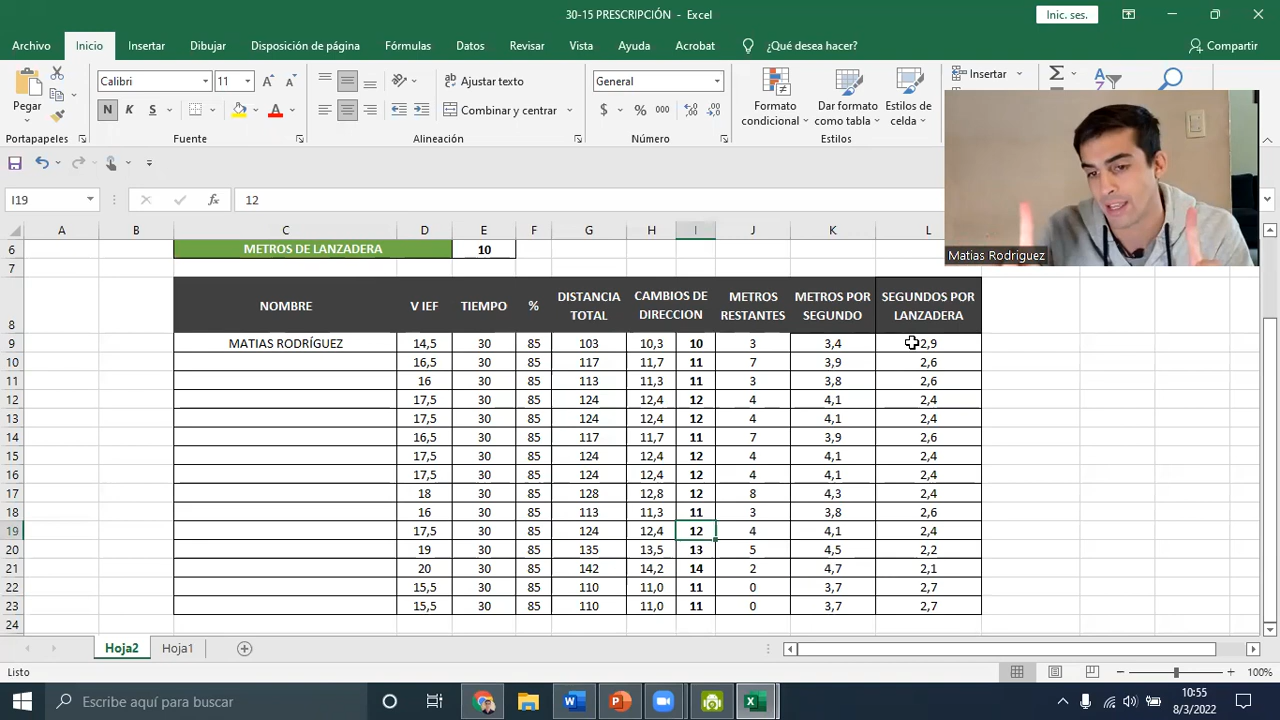 30-15 PRESCRIPCIÓN - Excel
Inic. ses.
Archivo Inicio Insertar Dibujar Disposición de página Fórmulas Datos Revisar Vista Ayuda Acrobat ¿Qué desea hacer? Compartir
Calibri 11 A A Ajustar texto General Insertar Σ
Pegar N K S A Combinar y centrar $ % 000 Formato condicional Dar formato como tabla Estilos de celda
Portapapeles Fuente Alineación Número Estilos
I19 fx 12
Matias Rodriguez
A B C D E F G H I J K L
6 METROS DE LANZADERA 10
7
8 NOMBRE V IEF TIEMPO % DISTANCIA TOTAL CAMBIOS DE DIRECCION METROS RESTANTES METROS POR SEGUNDO SEGUNDOS POR LANZADERA
9 MATIAS RODRÍGUEZ 14,5 30 85 103 10,3 10 3 3,4 2,9
10 16,5 30 85 117 11,7 11 7 3,9 2,6
11 16 30 85 113 11,3 11 3 3,8 2,6
12 17,5 30 85 124 12,4 12 4 4,1 2,4
13 17,5 30 85 124 12,4 12 4 4,1 2,4
14 16,5 30 85 117 11,7 11 7 3,9 2,6
15 17,5 30 85 124 12,4 12 4 4,1 2,4
16 17,5 30 85 124 12,4 12 4 4,1 2,4
17 18 30 85 128 12,8 12 8 4,3 2,4
18 16 30 85 113 11,3 11 3 3,8 2,6
19 17,5 30 85 124 12,4 12 4 4,1 2,4
20 19 30 85 135 13,5 13 5 4,5 2,2
21 20 30 85 142 14,2 14 2 4,7 2,1
22 15,5 30 85 110 11,0 11 0 3,7 2,7
23 15,5 30 85 110 11,0 11 0 3,7 2,7
24
Hoja2 Hoja1
Listo 100%
Escribe aquí para buscar
10:55
8/3/2022